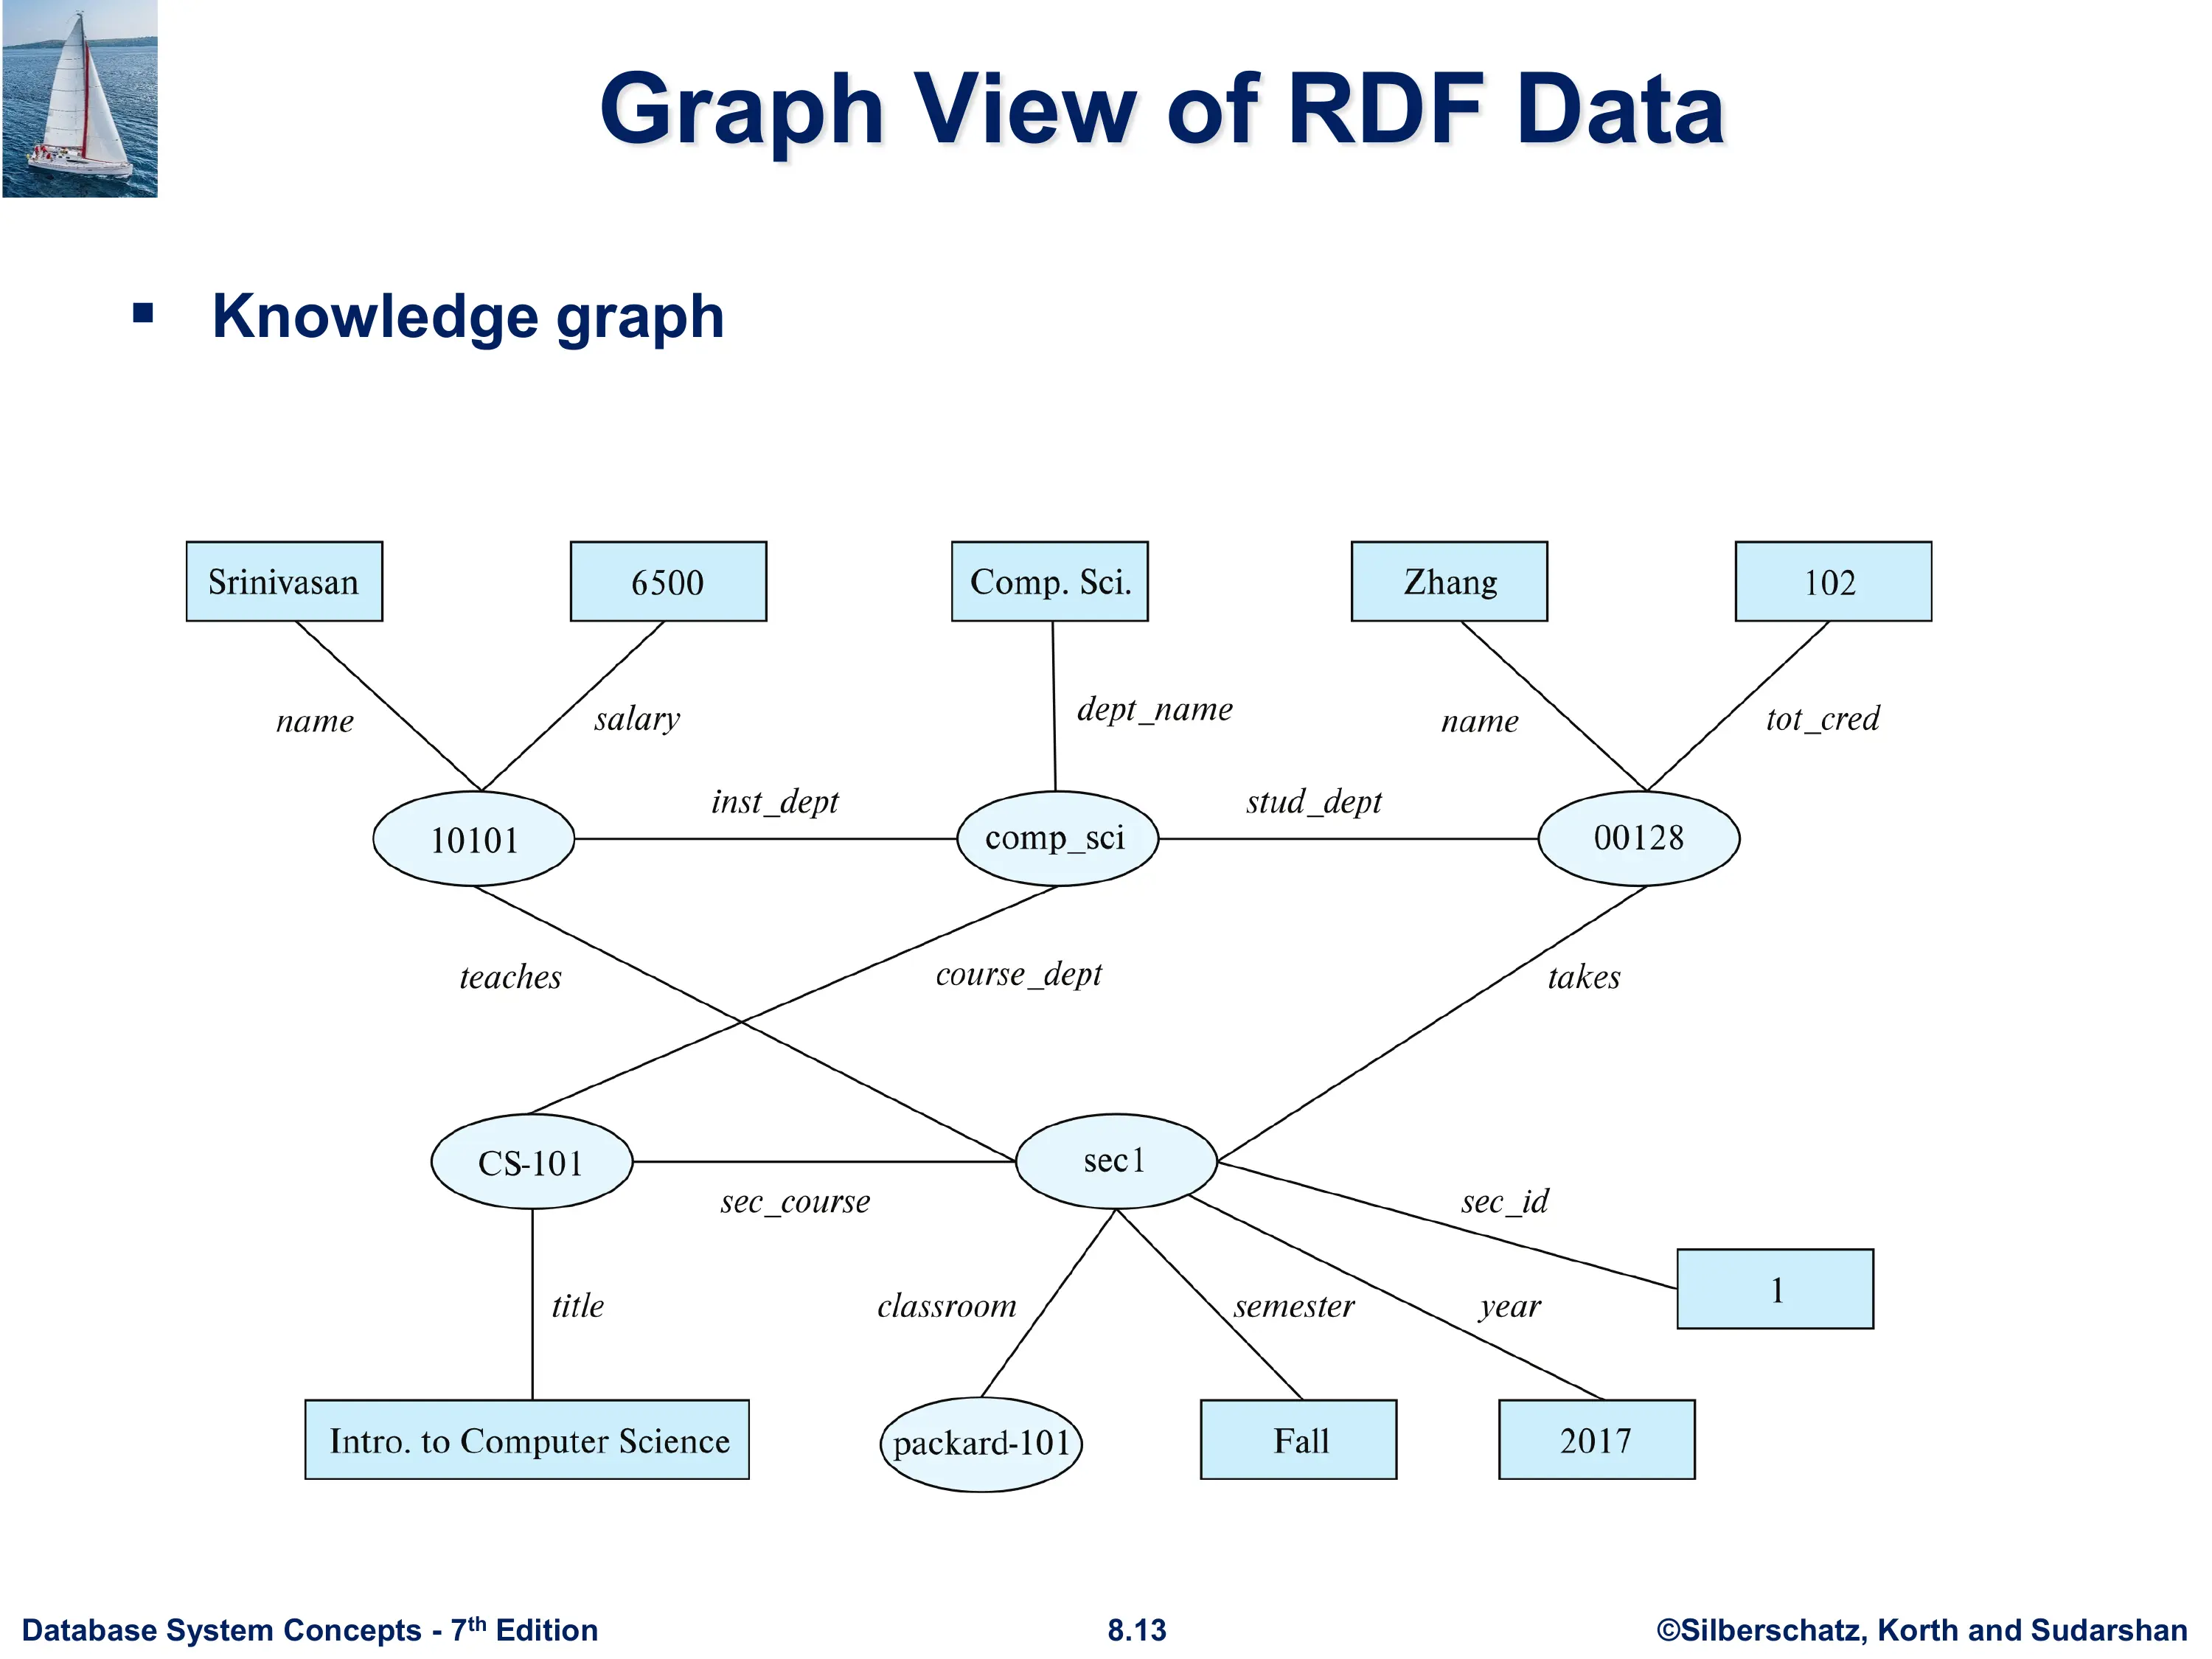 Graph View of RDF Data
▪ Knowledge graph
Srinivasan
6500
Comp. Sci.
Zhang
102
name
salary
dept_name
name
tot_cred
10101
inst_dept
comp_sci
stud_dept
00128
teaches
course_dept
takes
CS-101
sec_course
sec1
sec_id
1
title
classroom
semester
year
Intro. to Computer Science
packard-101
Fall
2017
Database System Concepts - 7th Edition
8.13
©Silberschatz, Korth and Sudarshan